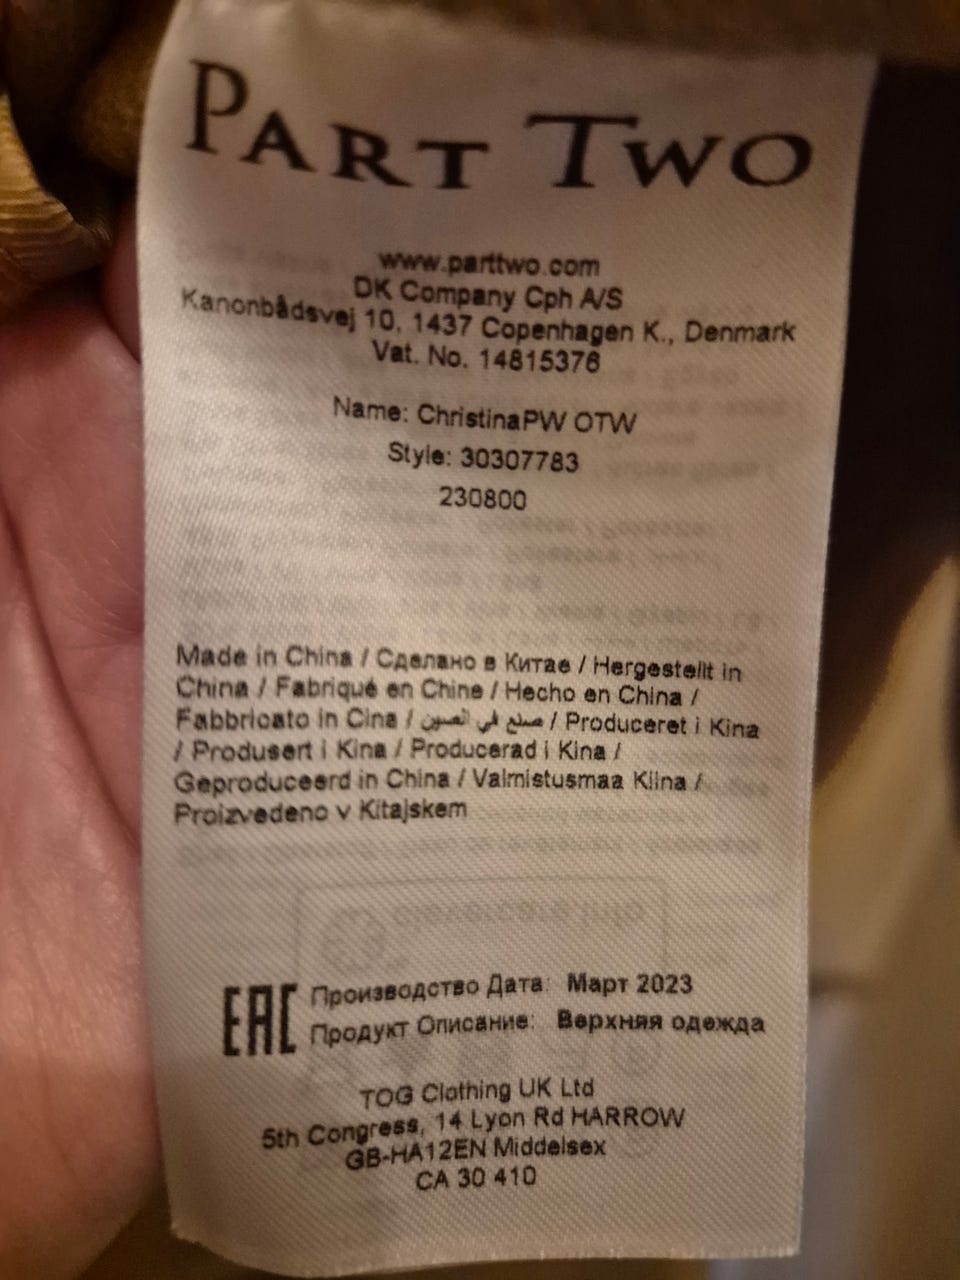 PART TWO
www.parttwo.com
DK Company Cph A/S
Kanonbådsvej 10, 1437 Copenhagen K., Denmark
Vat. No. 14815376
Name: ChristinaPW OTW
Style: 30307783
230800
Made in China / Сделано в Китае / Hergestellt in
China / Fabriqué en Chine / Hecho en China /
Fabbricato in Cina / صنع في الصين / Produceret i Kina
/ Produsert i Kina / Producerad i Kina /
Geproduceerd in China / Valmistusmaa Kiina /
Proizvedeno v Kitajskem
EAC Производство Дата: Март 2023
Продукт Описание: Верхняя одежда
TOG Clothing UK Ltd
5th Congress, 14 Lyon Rd HARROW
GB-HA12EN Middelsex
CA 30 410